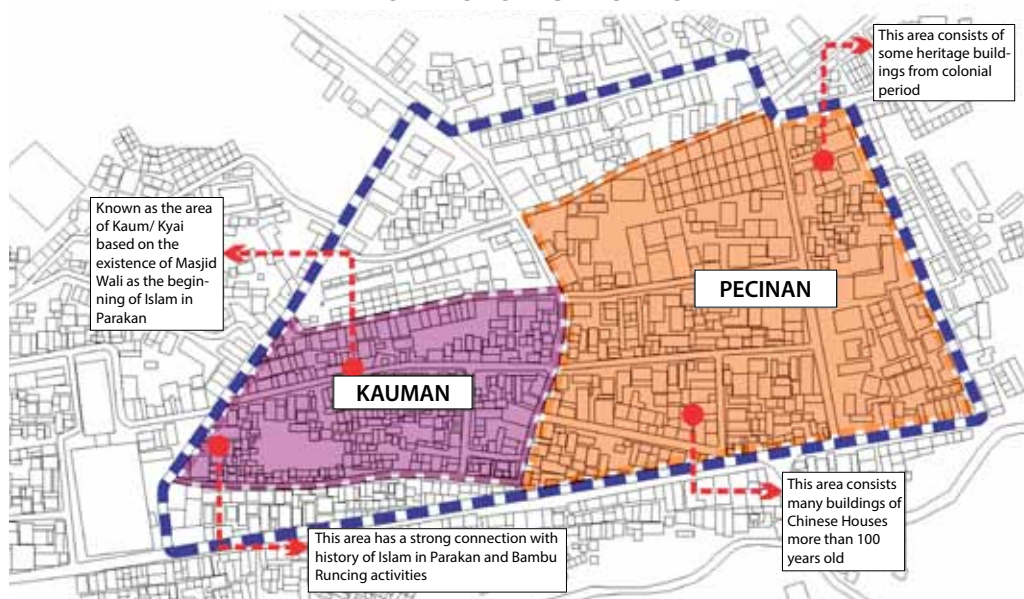 This area consists of
some heritage build-
ings from colonial
period
Known as the area
of Kaum/ Kyai
based on the
existence of Masjid
Wali as the begin-
ning of Islam in
Parakan
PECINAN
KAUMAN
This area consists
many buildings of
Chinese Houses
more than 100
years old
This area has a strong connection with
history of Islam in Parakan and Bambu
Runcing activities